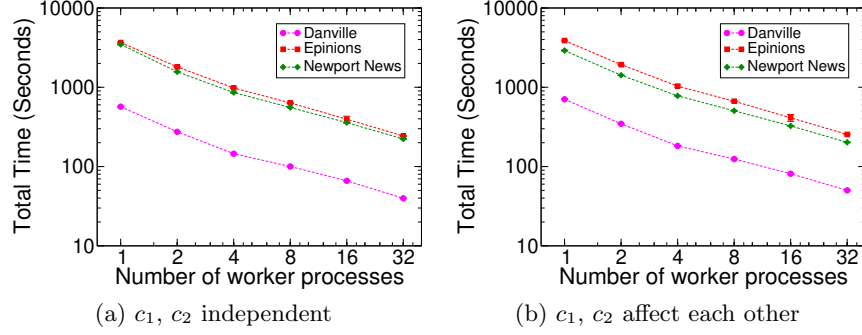 10000
1000
100
10
Total Time (Seconds)
Danville
Epinions
Newport News
1 2 4 8 16 32
Number of worker processes
(a) c₁, c₂ independent
10000
1000
100
10
Total Time (Seconds)
Danville
Epinions
Newport News
1 2 4 8 16 32
Number of worker processes
(b) c₁, c₂ affect each other